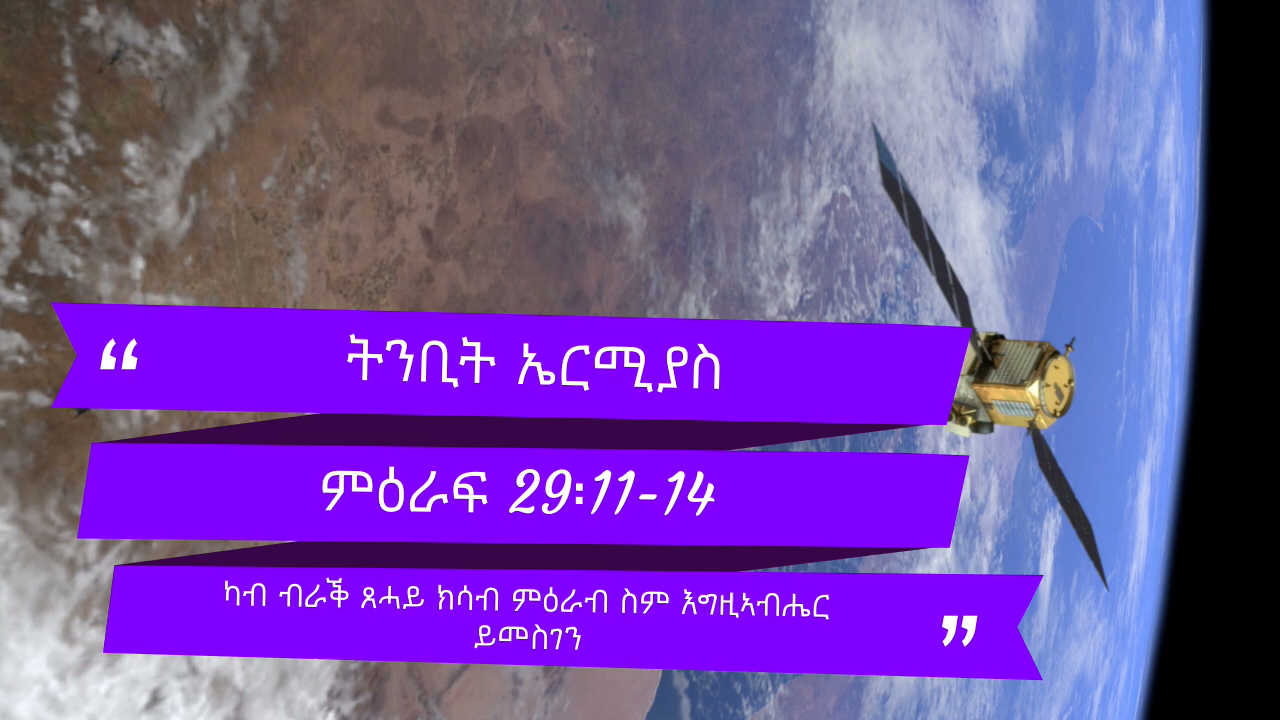 “
ትንቢት ኤርሚያስ
ምዕራፍ 29:11-14
ካብ ብራቕ ጸሓይ ክሳብ ምዕራብ ስም እግዚኣብሔር
ይመስገን
”